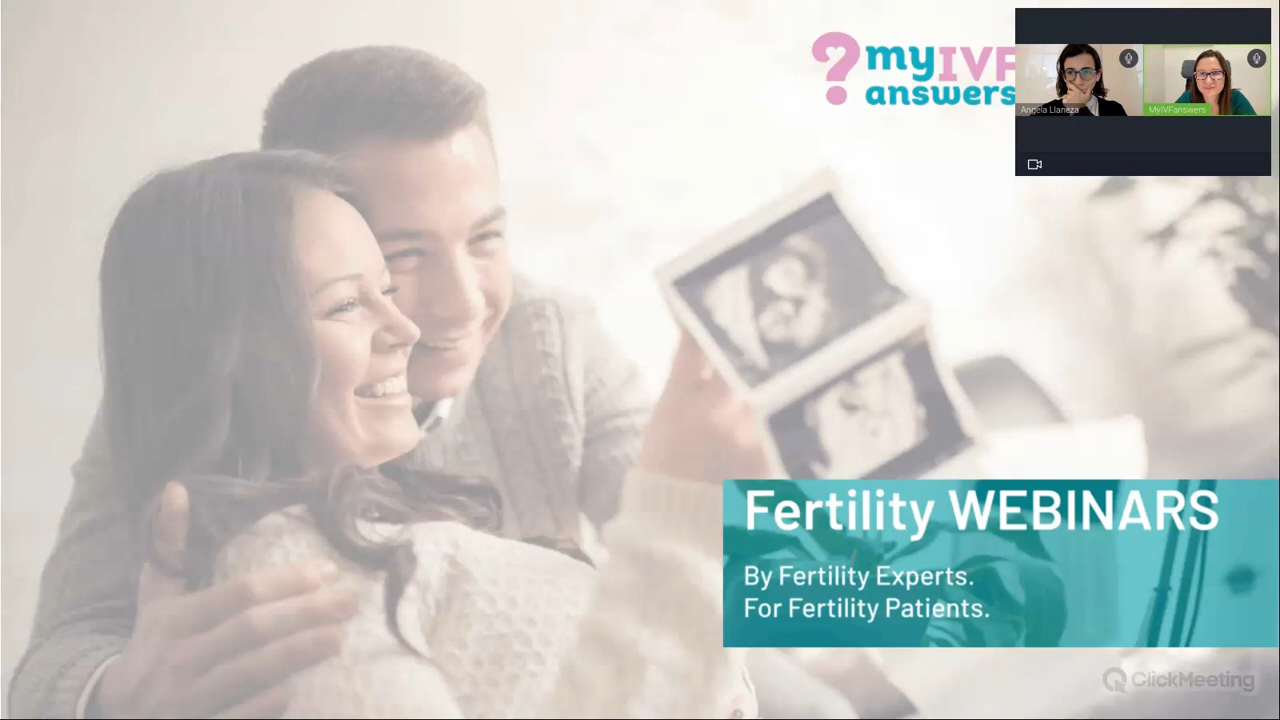 ? myIVF
answers
Angela Llaneza
MyIVFanswers
Fertility WEBINARS
By Fertility Experts.
For Fertility Patients.
ClickMeeting